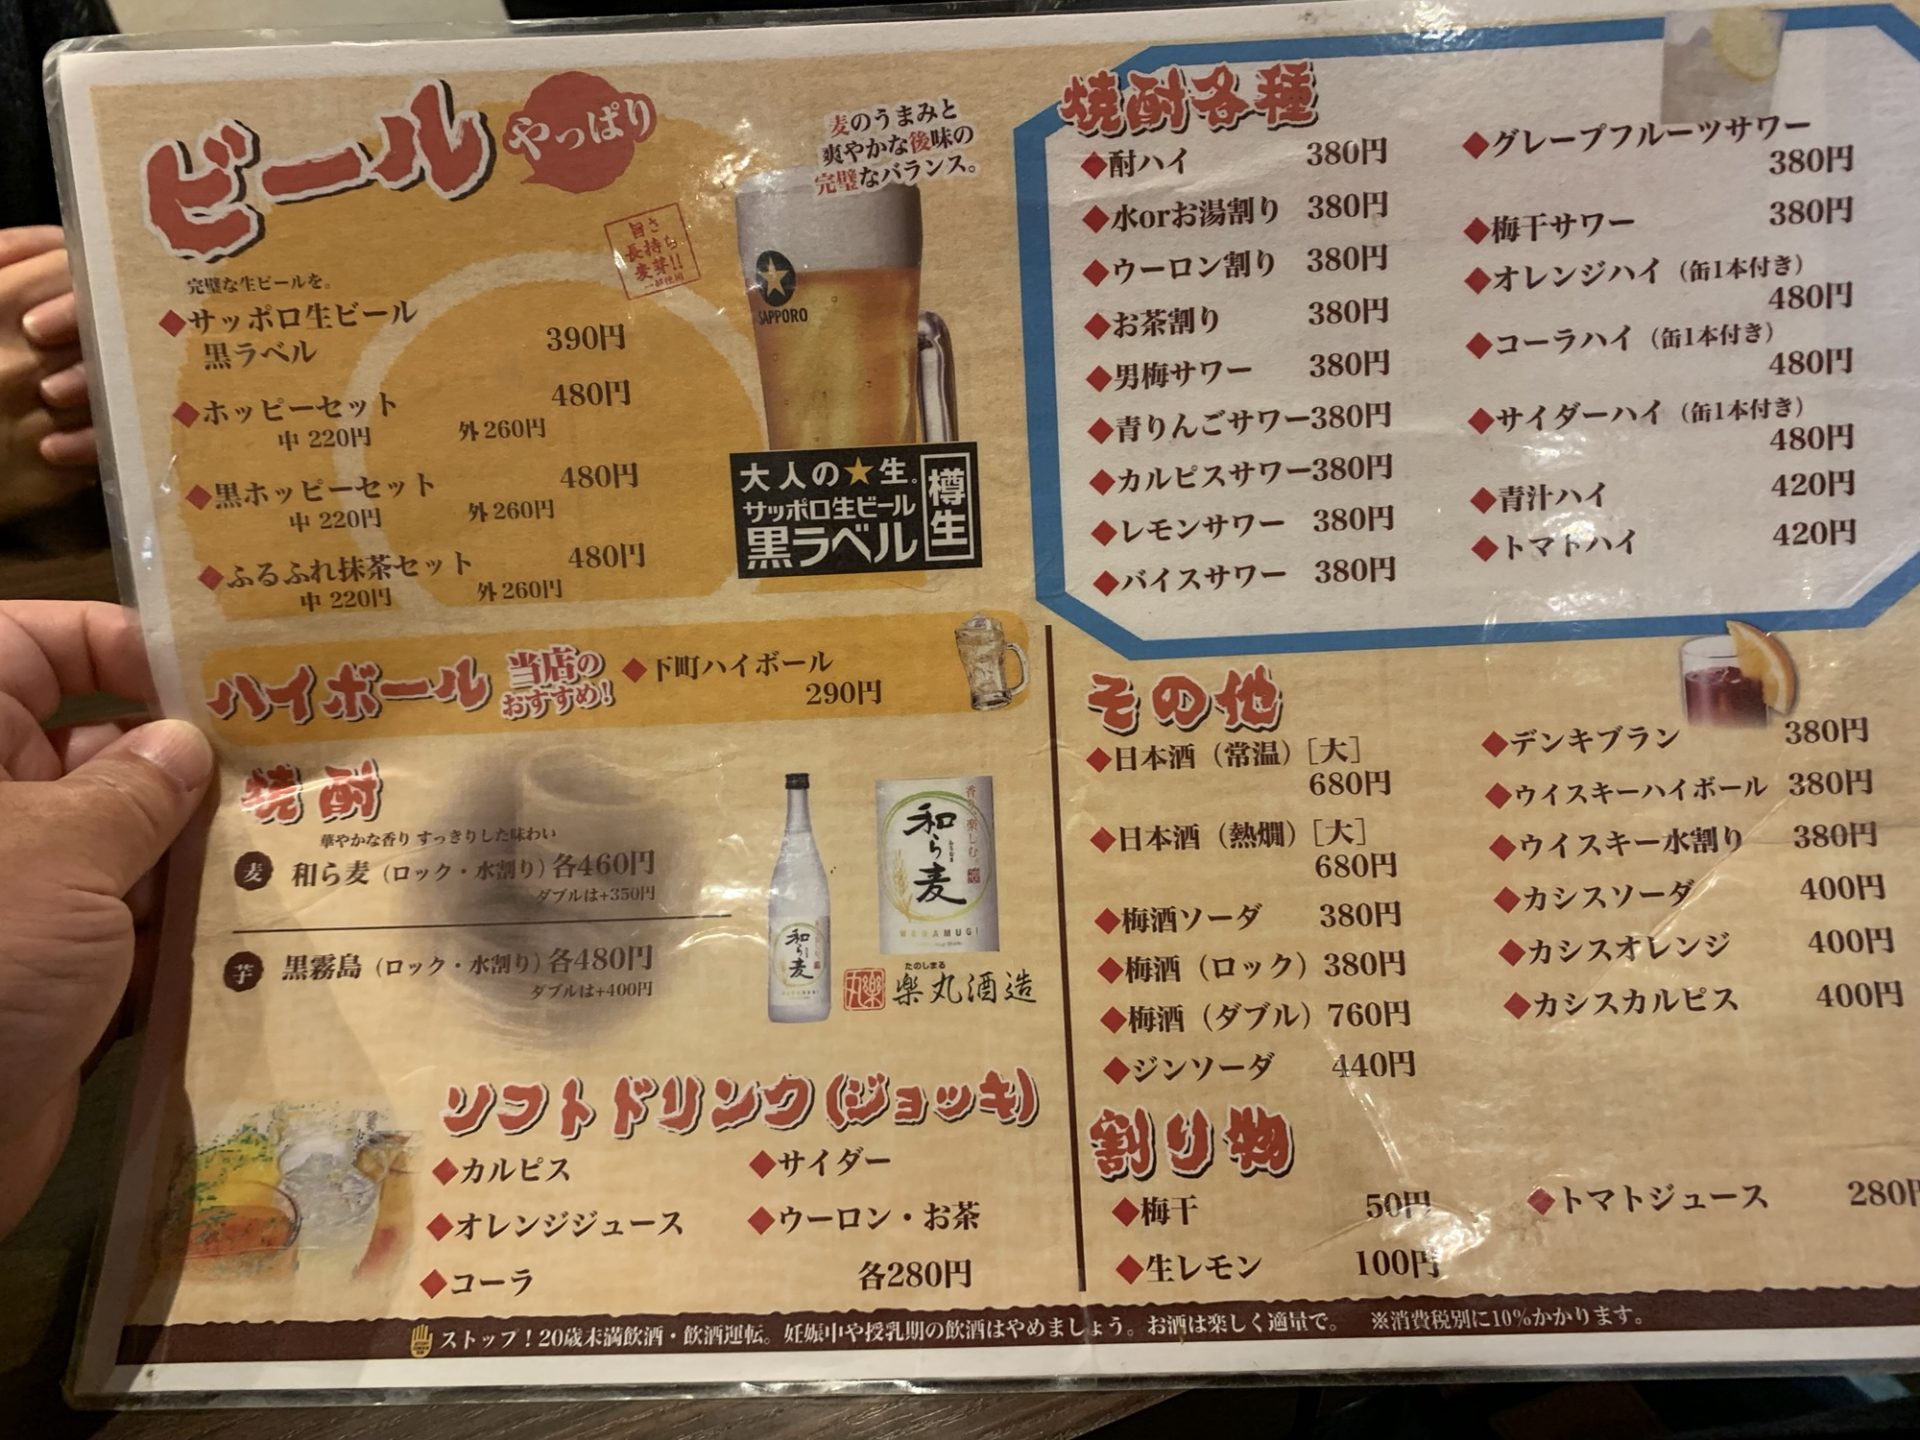 ビール
やっぱり
麦のうまみと
爽やかな後味の
完璧なバランス。
旨さ
長持ち
麦芽!!
一部使用
完璧な生ビールを。
◆サッポロ生ビール
黒ラベル 390円
◆ホッピーセット 480円
中 220円 外 260円
◆黒ホッピーセット 480円
中 220円 外 260円
◆ふるふれ抹茶セット 480円
中 220円 外 260円
SAPPORO
大人の★生。
サッポロ生ビール
黒ラベル
樽生
ハイボール
当店の
おすすめ!
◆下町ハイボール
290円
焼酎
華やかな香り すっきりした味わい
麦 和ら麦（ロック・水割り）各460円
ダブルは+350円
芋 黒霧島（ロック・水割り）各480円
ダブルは+400円
和ら麦
香り楽しむ。
和ら麦
WARAMUGI
たのしまる
楽丸酒造
ソフトドリンク(ジョッキ)
◆カルピス
◆オレンジジュース
◆コーラ
◆サイダー
◆ウーロン・お茶
各280円
焼酎各種
◆酎ハイ 380円
◆水orお湯割り 380円
◆ウーロン割り 380円
◆お茶割り 380円
◆男梅サワー 380円
◆青りんごサワー380円
◆カルピスサワー380円
◆レモンサワー 380円
◆バイスサワー 380円
◆グレープフルーツサワー
380円
◆梅干サワー 380円
◆オレンジハイ（缶1本付き）
480円
◆コーラハイ（缶1本付き）
480円
◆サイダーハイ（缶1本付き）
480円
◆青汁ハイ 420円
◆トマトハイ 420円
その他
◆日本酒（常温）［大］
680円
◆日本酒（熱燗）［大］
680円
◆梅酒ソーダ 380円
◆梅酒（ロック）380円
◆梅酒（ダブル）760円
◆ジンソーダ 440円
◆デンキブラン 380円
◆ウイスキーハイボール 380円
◆ウイスキー水割り 380円
◆カシスソーダ 400円
◆カシスオレンジ 400円
◆カシスカルピス 400円
割り物
◆梅干 50円
◆生レモン 100円
◆トマトジュース 280円
ストップ！20歳未満飲酒・飲酒運転。妊娠中や授乳期の飲酒はやめましょう。お酒は楽しく適量で。 ※消費税別に10%かかります。